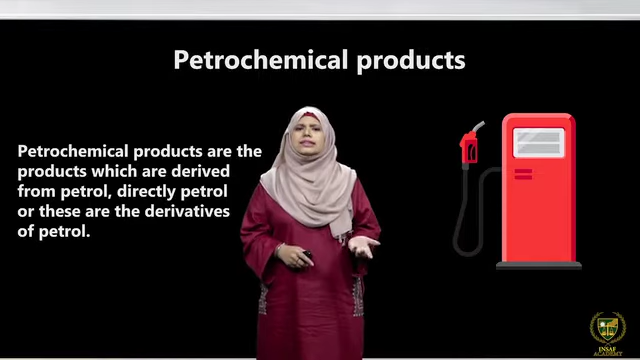 Petrochemical products
Petrochemical products are the
products which are derived
from petrol, directly petrol
or these are the derivatives
of petrol.
INSAF
ACADEMY